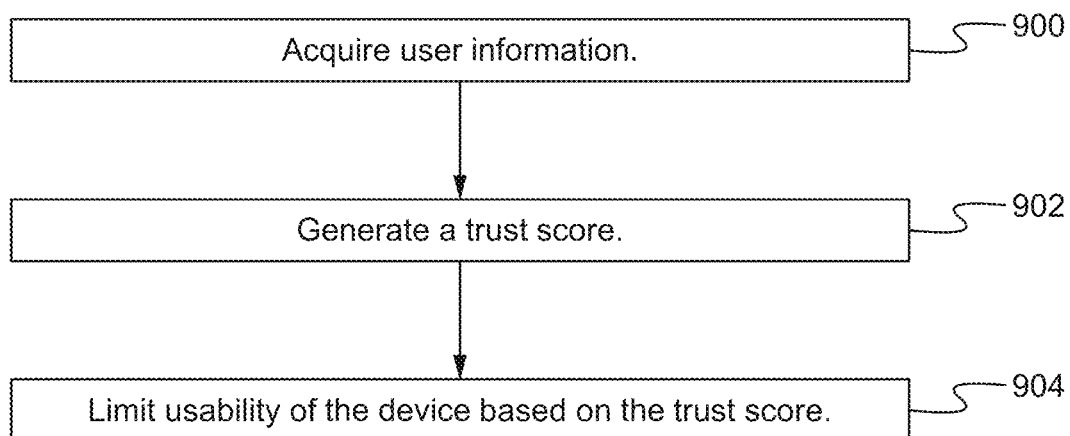 Acquire user information.
900
Generate a trust score.
902
Limit usability of the device based on the trust score.
904